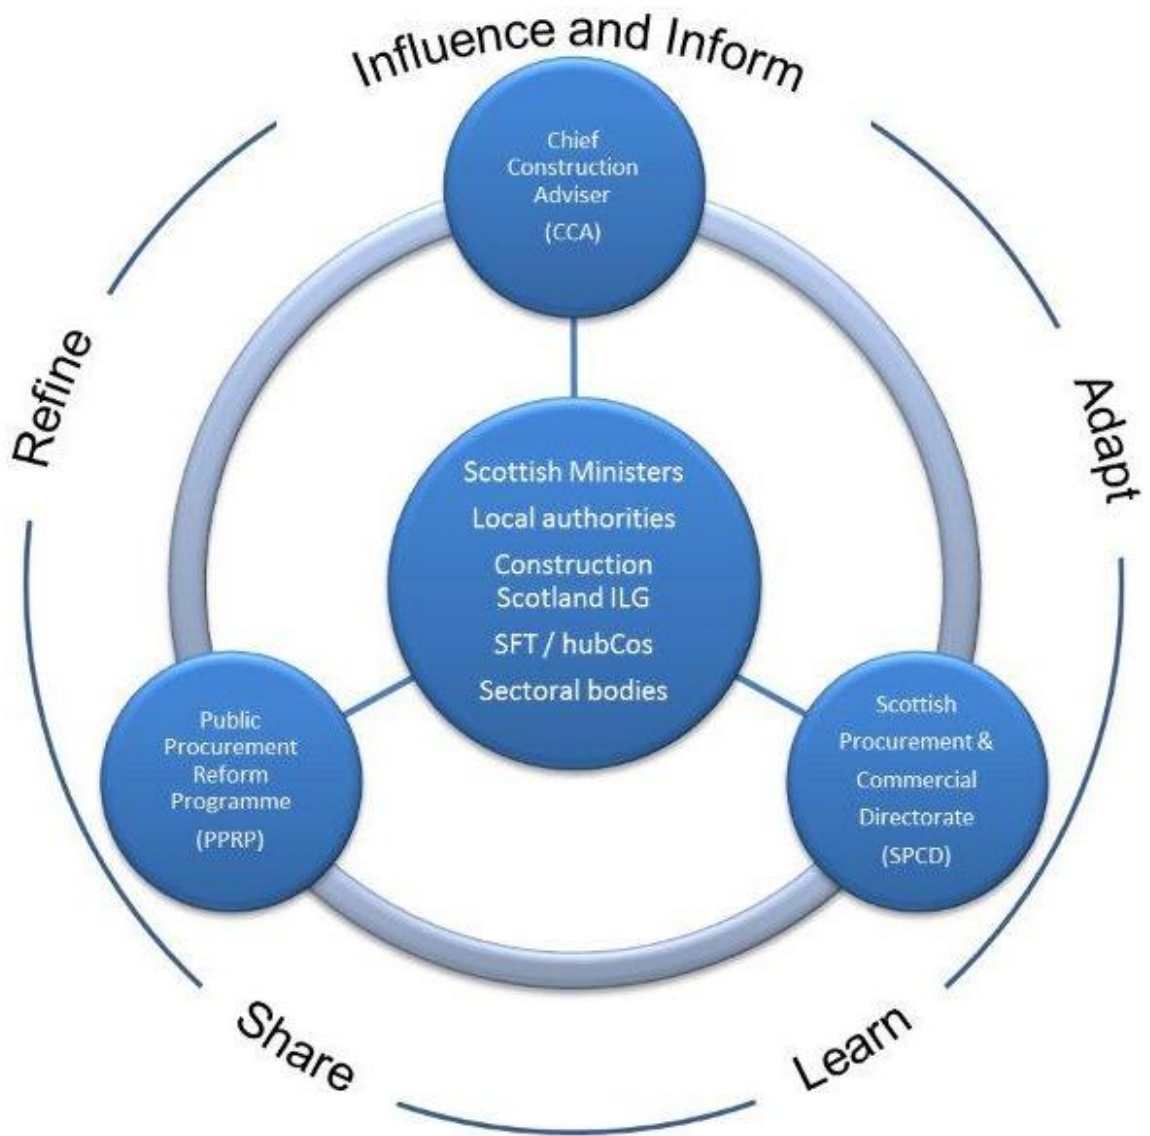 Influence and Inform
Chief
Construction
Adviser
(CCA)
Refine
Adapt
Scottish Ministers
Local authorities
Construction
Scotland ILG
SFT / hubCos
Sectoral bodies
Public
Procurement
Reform
Programme
(PPRP)
Scottish
Procurement &
Commercial
Directorate
(SPCD)
Share
Learn